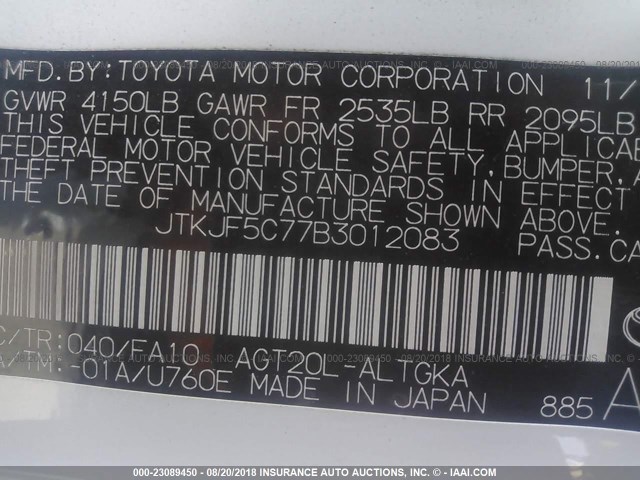 MFD.BY:TOYOTA MOTOR CORPORATION 11/
GVWR 4150LB GAWR FR 2535LB RR 2095LB
THIS VEHICLE CONFORMS TO ALL APPLICAB
FEDERAL MOTOR VEHICLE SAFETY, BUMPER, A
THEFT PREVENTION STANDARDS IN EFFECT
THE DATE OF MANUFACTURE SHOWN ABOVE.
JTKJF5C77B3012083 PASS.CA
C/TR:040/FA10 AGT20L-ALTGKA
A/TM:-01A/U760E MADE IN JAPAN 885 A
000-23089450 - 08/20/2018 INSURANCE AUTO AUCTIONS, INC. - IAAI.COM